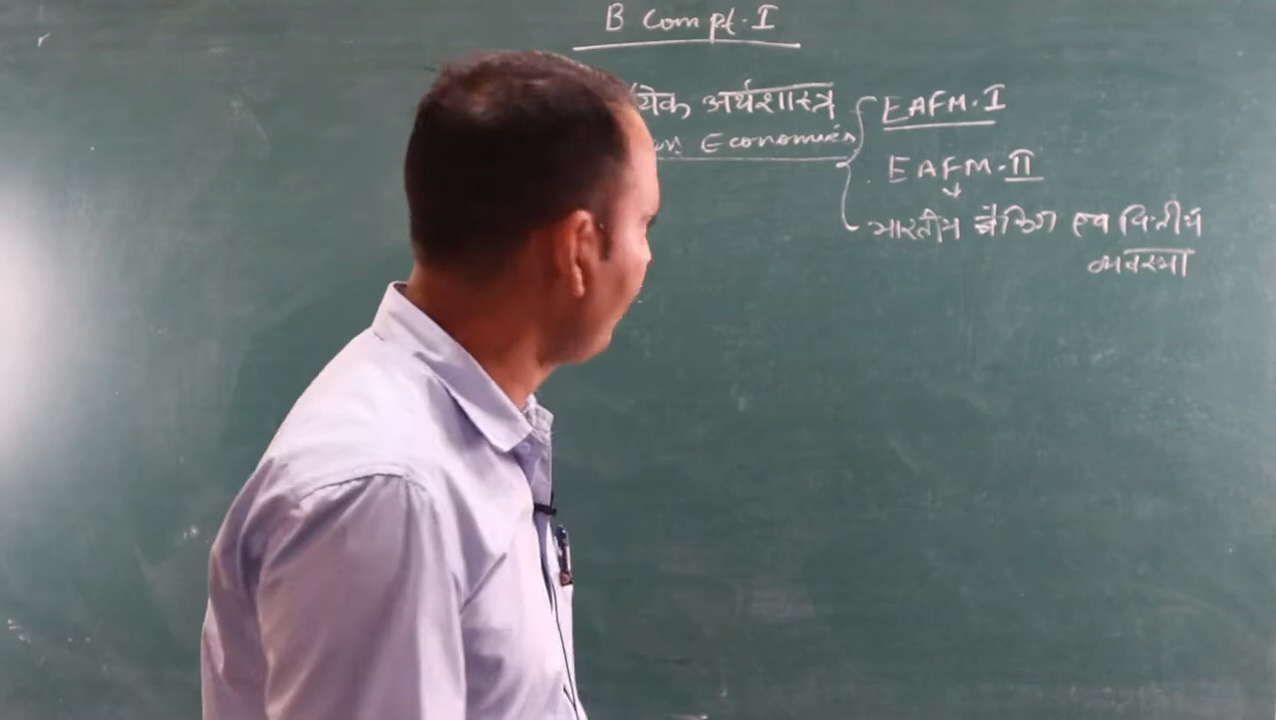 B Com pt. I
अर्थशास्त्र
Economics
EAFM. I
EAFM. II
भारतीय बैंकिंग एवं वित्तीय
व्यवस्था